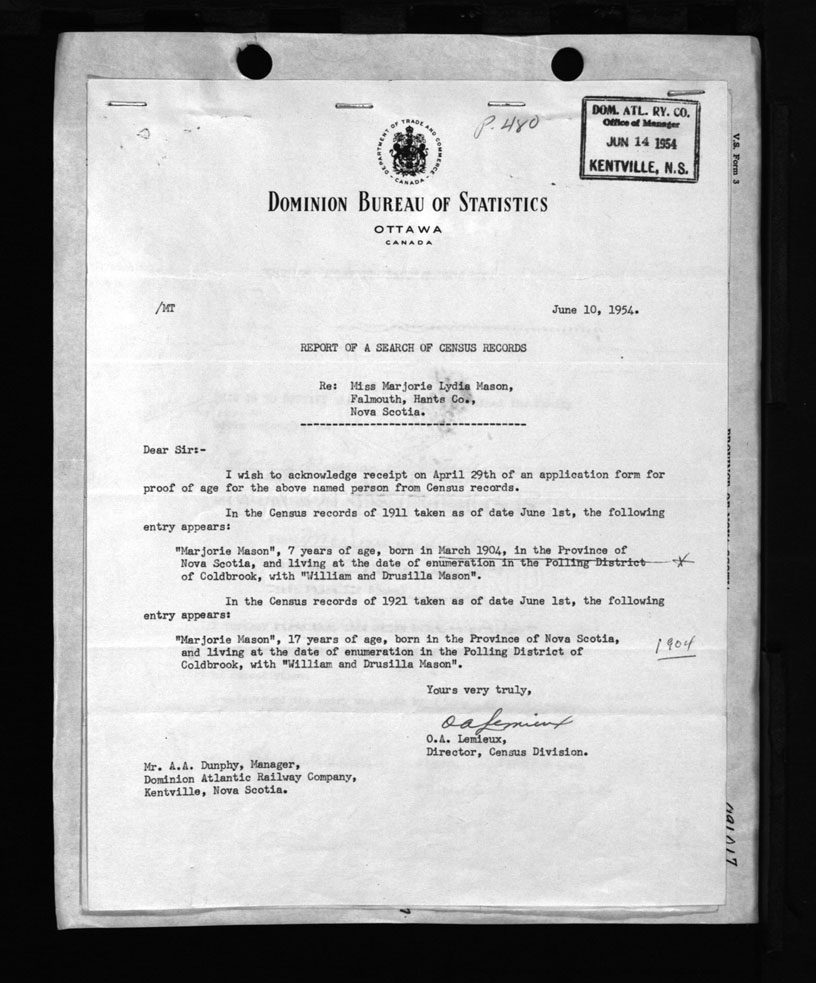 P. 480
DOM. ATL. RY. CO.
Office of Manager
JUN 14 1954
KENTVILLE, N.S.
V.S. Form 3
DEPARTMENT OF TRADE AND COMMERCE
CANADA
DOMINION BUREAU OF STATISTICS
OTTAWA
CANADA
/MT
June 10, 1954.
REPORT OF A SEARCH OF CENSUS RECORDS
Re: Miss Marjorie Lydia Mason,
Falmouth, Hants Co.,
Nova Scotia.
Dear Sir:-
I wish to acknowledge receipt on April 29th of an application form for
proof of age for the above named person from Census records.
In the Census records of 1911 taken as of date June 1st, the following
entry appears:
"Marjorie Mason", 7 years of age, born in March 1904, in the Province of
Nova Scotia, and living at the date of enumeration in the Polling District
of Coldbrook, with "William and Drusilla Mason".
In the Census records of 1921 taken as of date June 1st, the following
entry appears:
"Marjorie Mason", 17 years of age, born in the Province of Nova Scotia,
and living at the date of enumeration in the Polling District of
Coldbrook, with "William and Drusilla Mason".
1904
Yours very truly,
O A Lemieux
O.A. Lemieux,
Director, Census Division.
Mr. A.A. Dunphy, Manager,
Dominion Atlantic Railway Company,
Kentville, Nova Scotia.